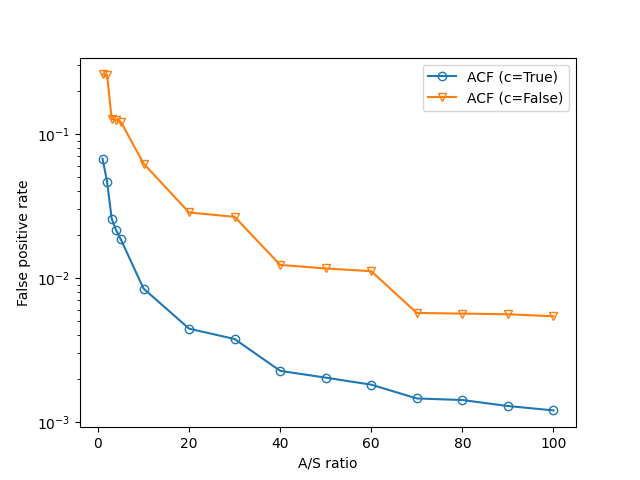 ACF (c=True)
ACF (c=False)
10⁻¹
10⁻²
10⁻³
False positive rate
0 20 40 60 80 100
A/S ratio